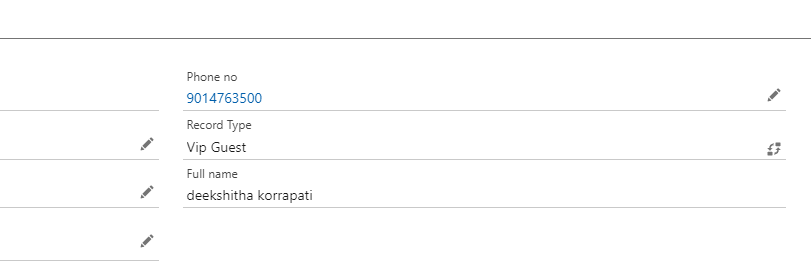 Phone no
9014763500
Record Type
Vip Guest
Full name
deekshitha korrapati